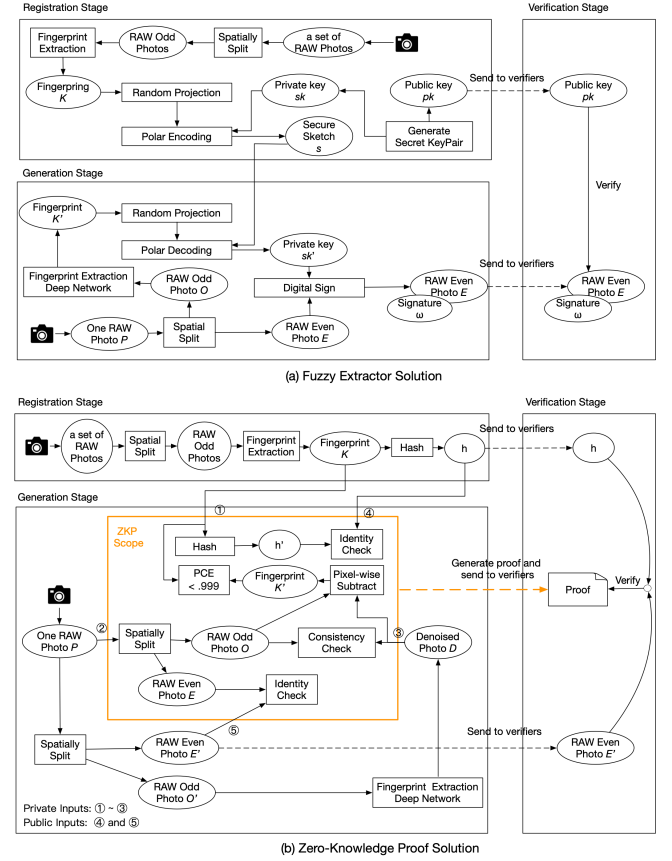 Registration Stage
Verification Stage
Fingerprint
Extraction
RAW Odd
Photos
Spatially
Split
a set of
RAW Photos
Fingerpring
K
Random Projection
Private key
sk
Public key
pk
Send to verifiers
Public key
pk
Polar Encoding
Secure
Sketch
s
Generate
Secret KeyPair
Generation Stage
Verify
Fingerprint
K'
Random Projection
Polar Decoding
Private key
sk'
Fingerprint Extraction
Deep Network
RAW Odd
Photo O
Digital Sign
RAW Even
Photo E
Signature
ω
Send to verifiers
RAW Even
Photo E
Signature
ω
One RAW
Photo P
Spatial
Split
RAW Even
Photo E
(a) Fuzzy Extractor Solution
Registration Stage
Verification Stage
a set of
RAW
Photos
Spatial
Split
RAW
Odd
Photos
Fingerprint
Extraction
Fingerprint
K
Hash
h
Send to verifiers
h
Generation Stage
①
④
ZKP
Scope
Hash
h'
Identity
Check
PCE
< .999
Fingerprint
K'
Pixel-wise
Subtract
Generate proof and
send to verifiers
Proof
Verify
One RAW
Photo P
②
Spatially
Split
RAW Odd
Photo O
Consistency
Check
③
Denoised
Photo D
RAW Even
Photo E
Identity
Check
⑤
Spatially
Split
RAW Even
Photo E'
Send to verifiers
RAW Even
Photo E'
RAW Odd
Photo O'
Fingerprint Extraction
Deep Network
Private Inputs: ① ~ ③
Public Inputs: ④ and ⑤
(b) Zero-Knowledge Proof Solution